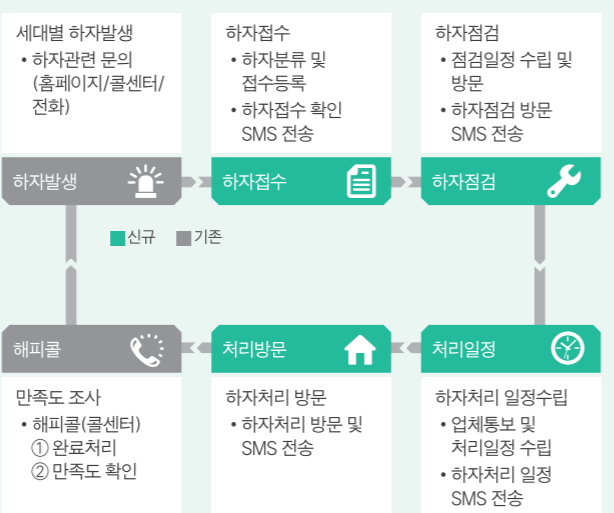 세대별 하자발생
• 하자관련 문의
(홈페이지/콜센터/
전화)
하자접수
• 하자분류 및
접수등록
• 하자접수 확인
SMS 전송
하자점검
• 점검일정 수립 및
방문
• 하자점검 방문
SMS 전송
하자발생
하자접수
하자점검
신규
기존
해피콜
처리방문
처리일정
만족도 조사
• 해피콜(콜센터)
① 완료처리
② 만족도 확인
하자처리 방문
• 하자처리 방문 및
SMS 전송
하자처리 일정수립
• 업체통보 및
처리일정 수립
• 하자처리 일정
SMS 전송